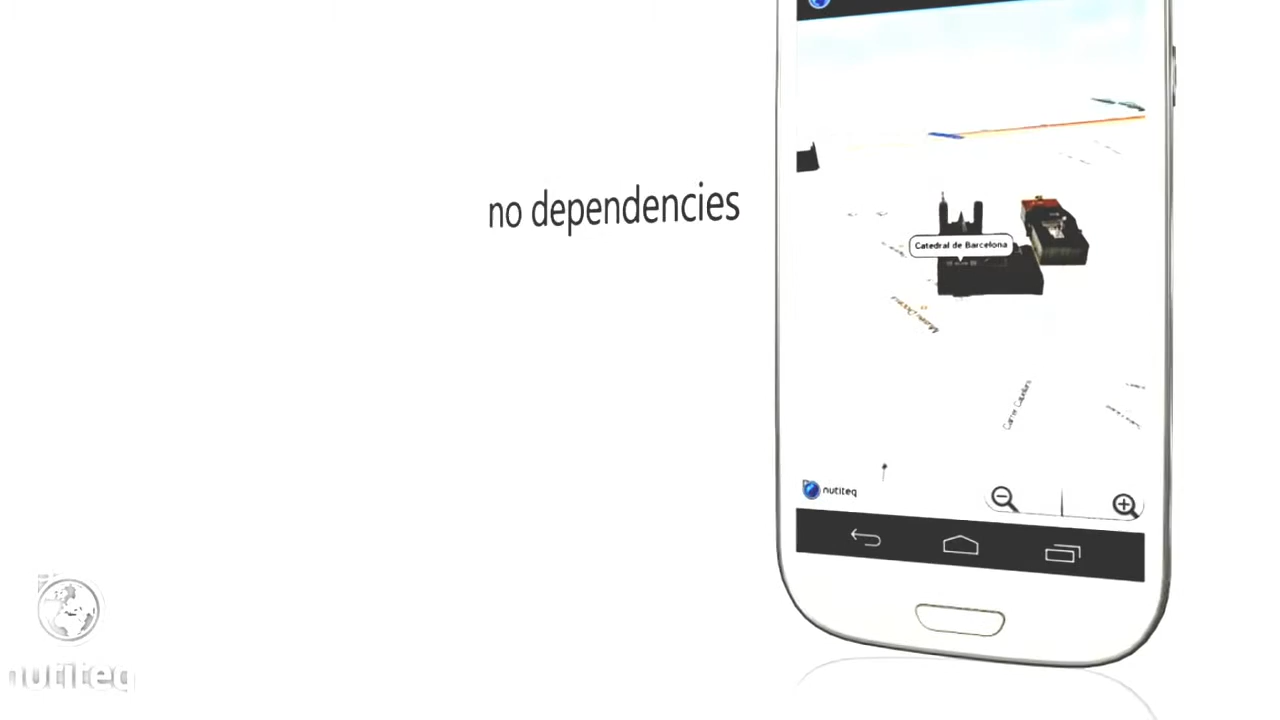 no dependencies
Catedral de Barcelona
nutiteq
nutiteq